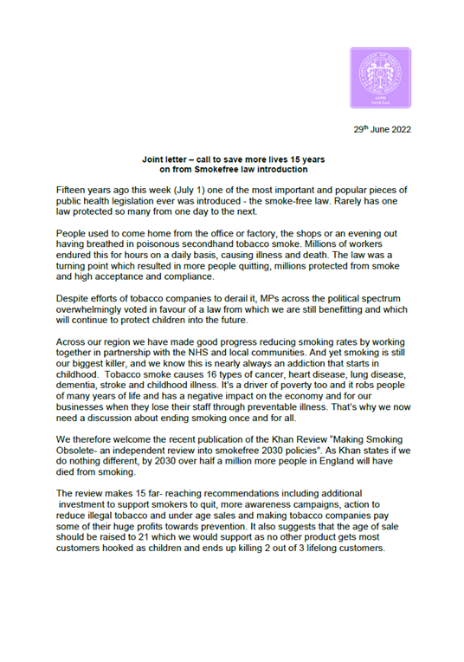 29th June 2022
Joint letter – call to save more lives 15 years
on from Smokefree law introduction
Fifteen years ago this week (July 1) one of the most important and popular pieces of
public health legislation ever was introduced - the smoke-free law. Rarely has one
law protected so many from one day to the next.
People used to come home from the office or factory, the shops or an evening out
having breathed in poisonous secondhand tobacco smoke. Millions of workers
endured this for hours on a daily basis, causing illness and death. The law was a
turning point which resulted in more people quitting, millions protected from smoke
and high acceptance and compliance.
Despite efforts of tobacco companies to derail it, MPs across the political spectrum
overwhelmingly voted in favour of a law from which we are still benefitting and which
will continue to protect children into the future.
Across our region we have made good progress reducing smoking rates by working
together in partnership with the NHS and local communities. And yet smoking is still
our biggest killer, and we know this is nearly always an addiction that starts in
childhood. Tobacco smoke causes 16 types of cancer, heart disease, lung disease,
dementia, stroke and childhood illness. It's a driver of poverty too and it robs people
of many years of life and has a negative impact on the economy and for our
businesses when they lose their staff through preventable illness. That's why we now
need a discussion about ending smoking once and for all.
We therefore welcome the recent publication of the Khan Review "Making Smoking
Obsolete- an independent review into smokefree 2030 policies". As Khan states if we
do nothing different, by 2030 over half a million more people in England will have
died from smoking.
The review makes 15 far- reaching recommendations including additional
investment to support smokers to quit, more awareness campaigns, action to
reduce illegal tobacco and under age sales and making tobacco companies pay
some of their huge profits towards prevention. It also suggests that the age of sale
should be raised to 21 which we would support as no other product gets most
customers hooked as children and ends up killing 2 out of 3 lifelong customers.